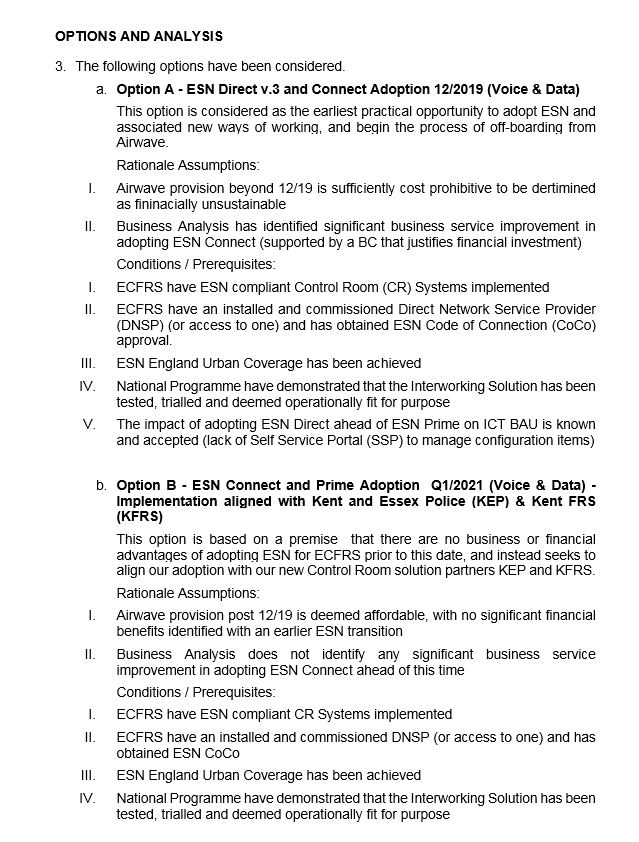 OPTIONS AND ANALYSIS
3. The following options have been considered.
a. Option A - ESN Direct v.3 and Connect Adoption 12/2019 (Voice & Data)
This option is considered as the earliest practical opportunity to adopt ESN and
associated new ways of working, and begin the process of off-boarding from
Airwave.
Rationale Assumptions:
I. Airwave provision beyond 12/19 is sufficiently cost prohibitive to be dertimined
as fininacially unsustainable
II. Business Analysis has identified significant business service improvement in
adopting ESN Connect (supported by a BC that justifies financial investment)
Conditions / Prerequisites:
I. ECFRS have ESN compliant Control Room (CR) Systems implemented
II. ECFRS have an installed and commissioned Direct Network Service Provider
(DNSP) (or access to one) and has obtained ESN Code of Connection (CoCo)
approval.
III. ESN England Urban Coverage has been achieved
IV. National Programme have demonstrated that the Interworking Solution has been
tested, trialled and deemed operationally fit for purpose
V. The impact of adopting ESN Direct ahead of ESN Prime on ICT BAU is known
and accepted (lack of Self Service Portal (SSP) to manage configuration items)
b. Option B - ESN Connect and Prime Adoption Q1/2021 (Voice & Data) -
Implementation aligned with Kent and Essex Police (KEP) & Kent FRS
(KFRS)
This option is based on a premise that there are no business or financial
advantages of adopting ESN for ECFRS prior to this date, and instead seeks to
align our adoption with our new Control Room solution partners KEP and KFRS.
Rationale Assumptions:
I. Airwave provision post 12/19 is deemed affordable, with no significant financial
benefits identified with an earlier ESN transition
II. Business Analysis does not identify any significant business service
improvement in adopting ESN Connect ahead of this time
Conditions / Prerequisites:
I. ECFRS have ESN compliant CR Systems implemented
II. ECFRS have an installed and commissioned DNSP (or access to one) and has
obtained ESN CoCo
III. ESN England Urban Coverage has been achieved
IV. National Programme have demonstrated that the Interworking Solution has been
tested, trialled and deemed operationally fit for purpose